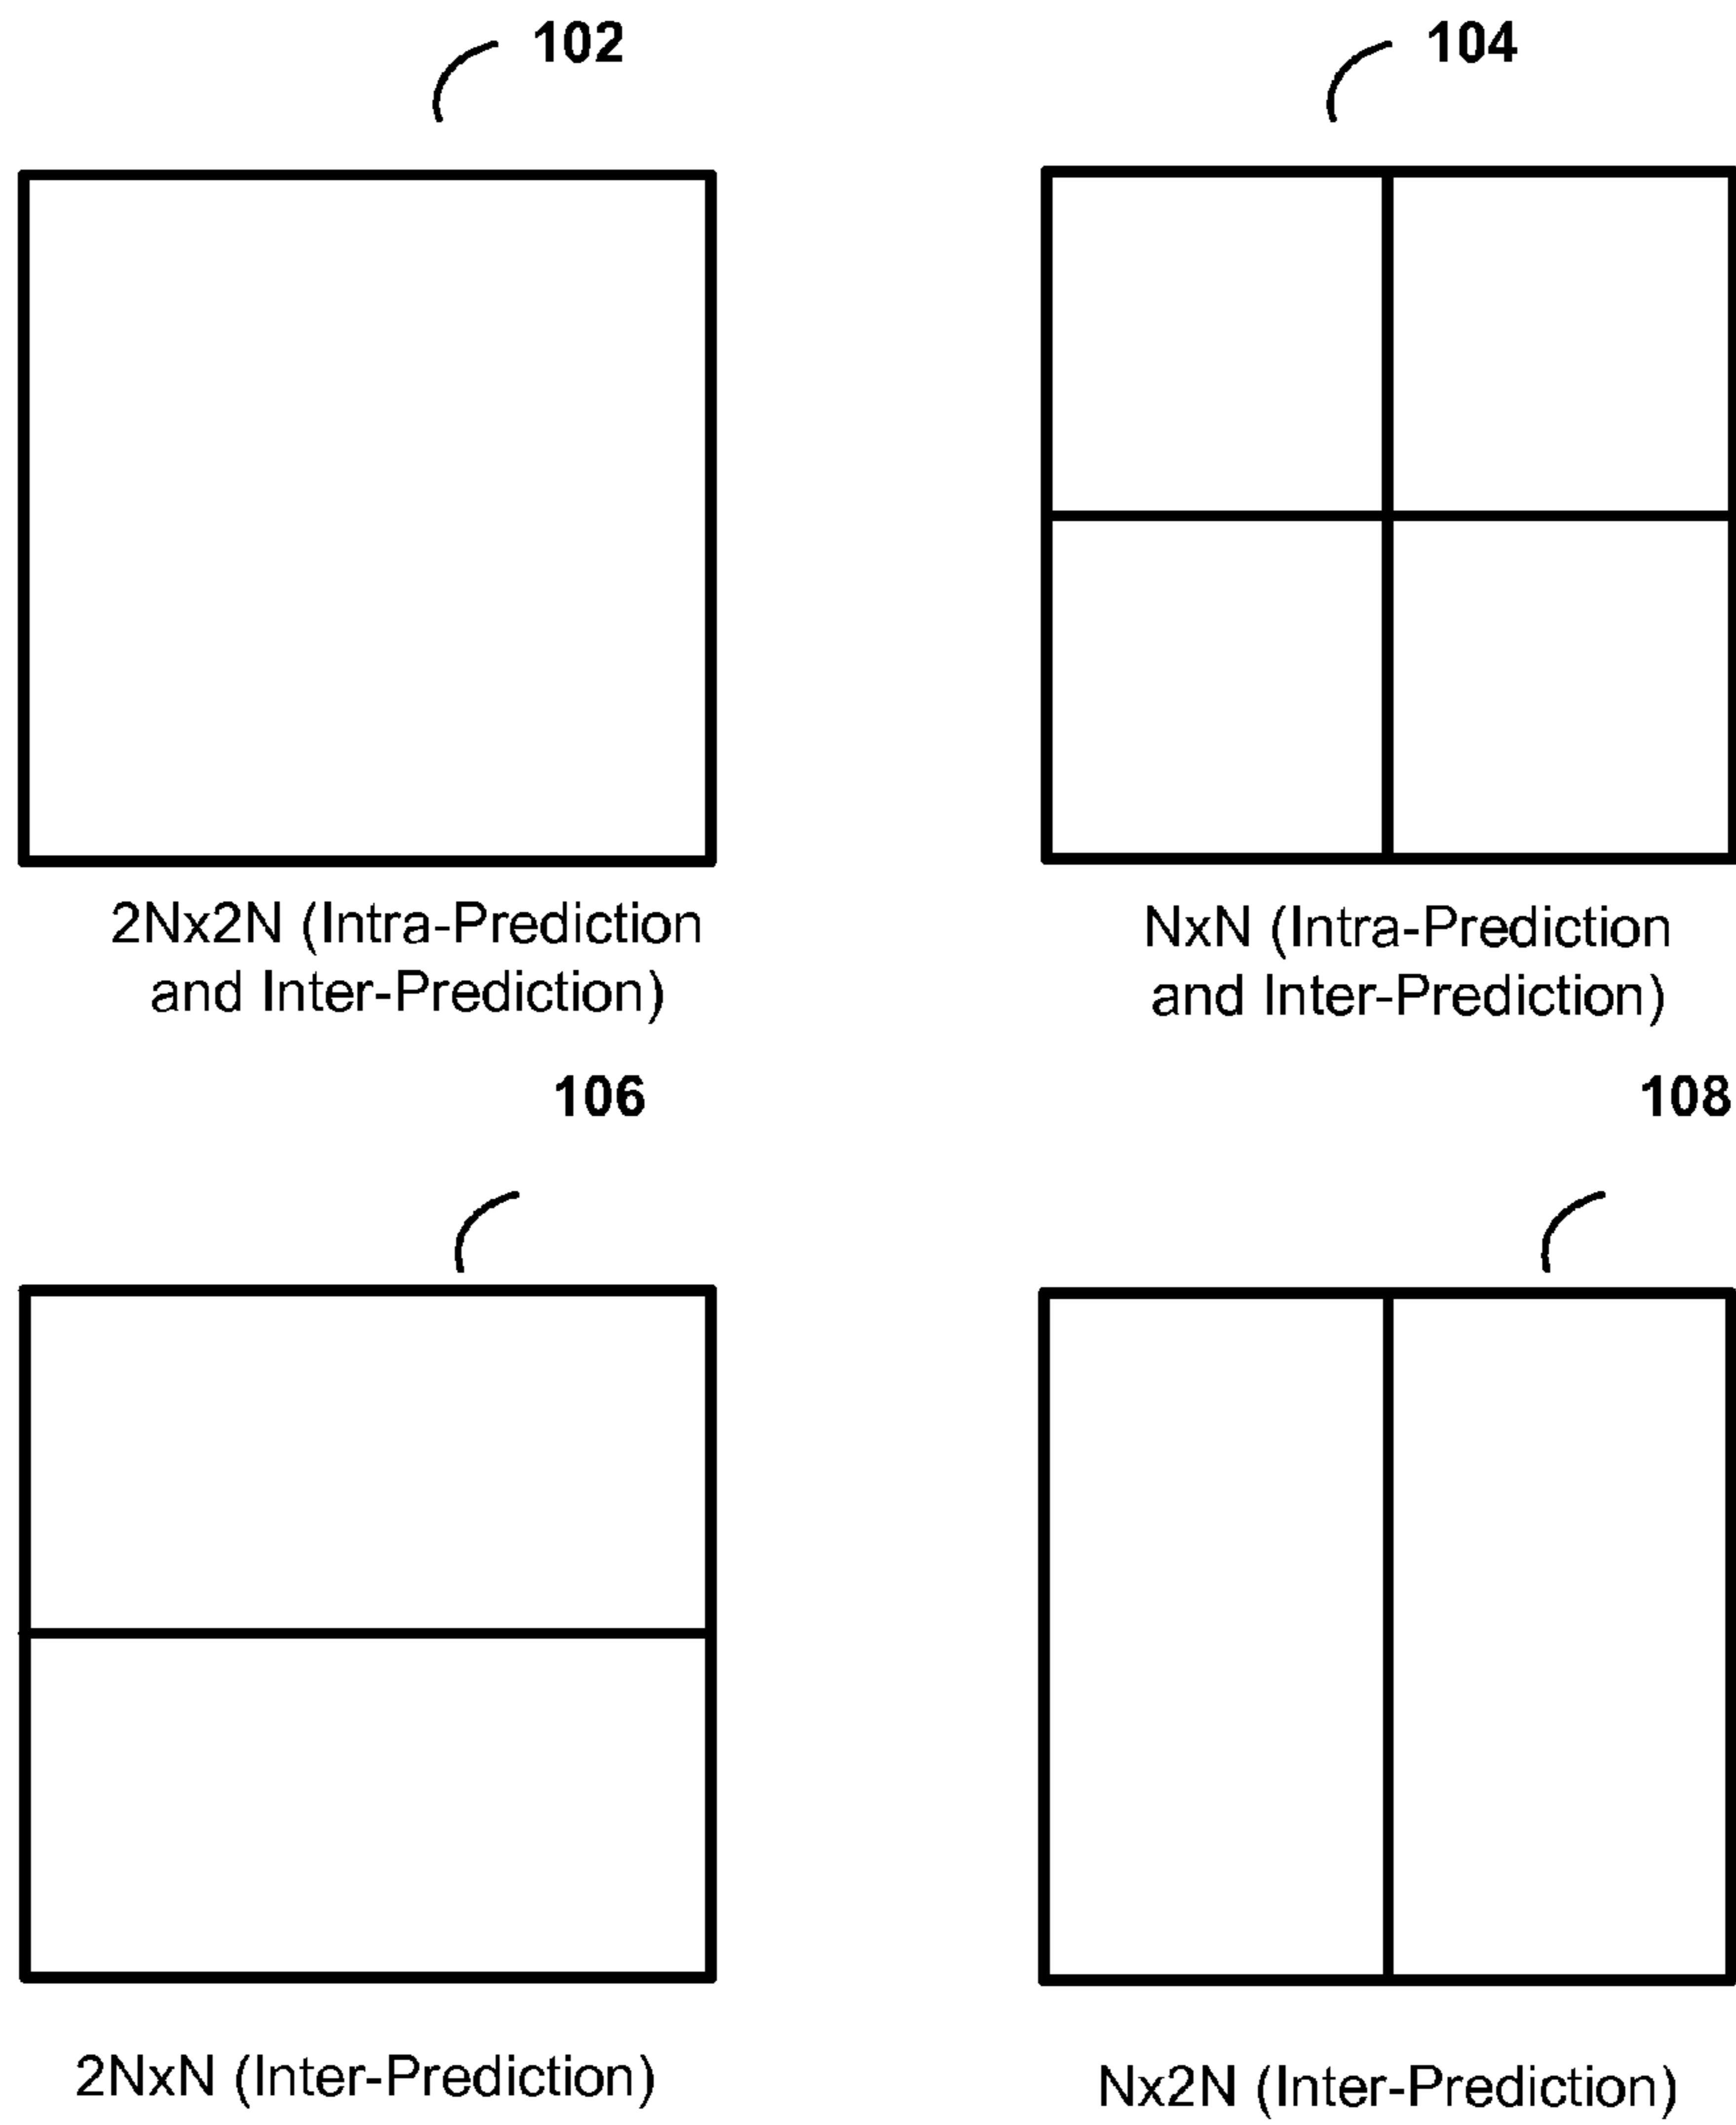 102
104
2Nx2N (Intra-Prediction
and Inter-Prediction)
NxN (Intra-Prediction
and Inter-Prediction)
106
108
2NxN (Inter-Prediction)
Nx2N (Inter-Prediction)